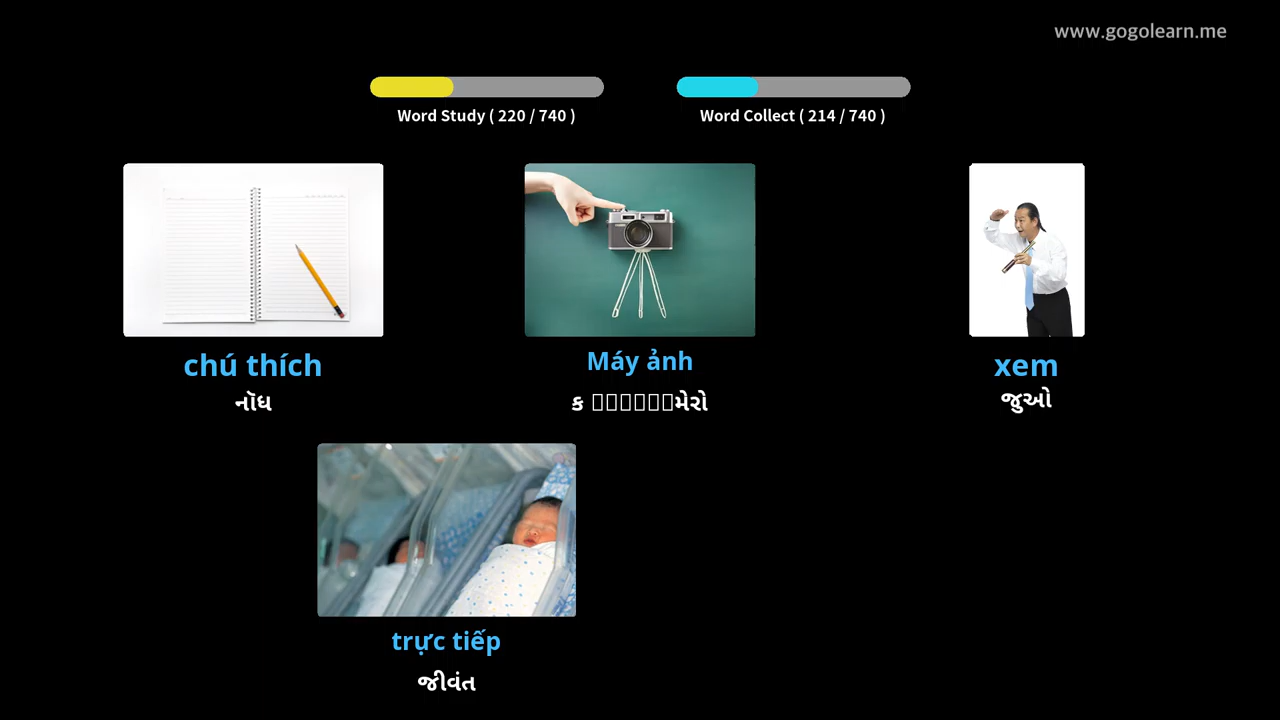 www.gogolearn.me
Word Study ( 220 / 740 )
Word Collect ( 214 / 740 )
chú thích
નૉધ
Máy ảnh
ક □□□□□□મેરો
xem
જુઓ
trực tiếp
જીવંત